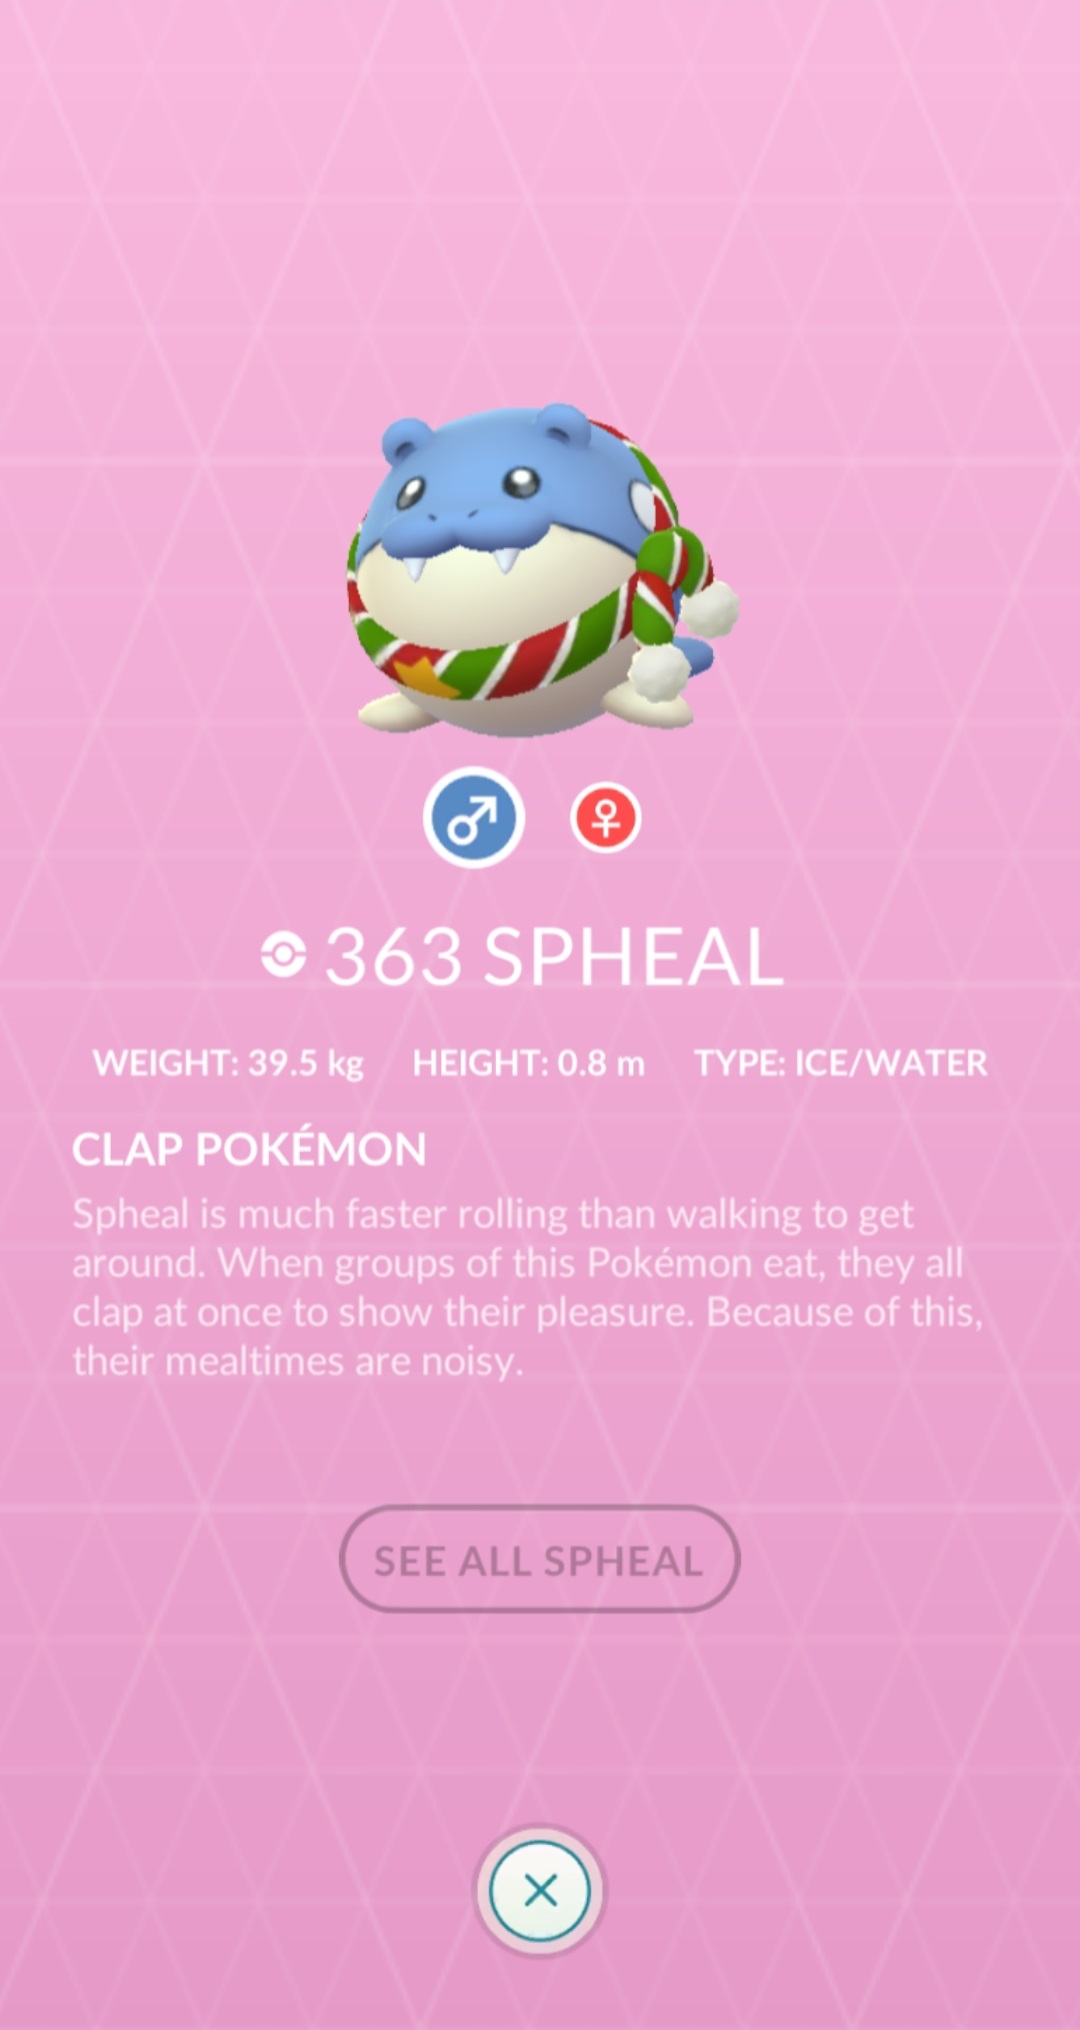 363 SPHEAL
WEIGHT: 39.5 kg HEIGHT: 0.8 m TYPE: ICE/WATER
CLAP POKÉMON
Spheal is much faster rolling than walking to get
around. When groups of this Pokémon eat, they all
clap at once to show their pleasure. Because of this,
their mealtimes are noisy.
SEE ALL SPHEAL